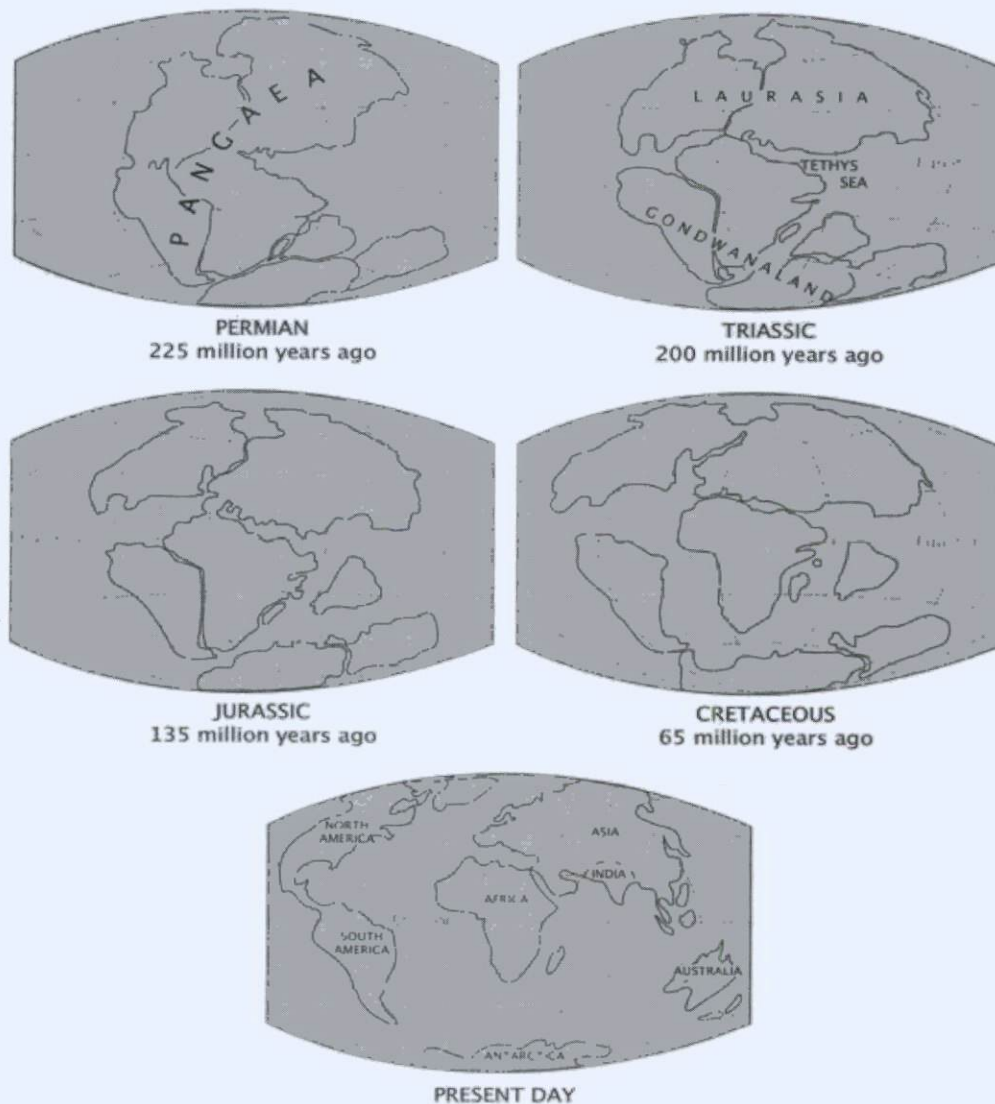 PANGAEA
PERMIAN
225 million years ago
LAURASIA
TETHYS
SEA
GONDWANALAND
TRIASSIC
200 million years ago
JURASSIC
135 million years ago
CRETACEOUS
65 million years ago
NORTH
AMERICA
ASIA
INDIA
AFRICA
SOUTH
AMERICA
AUSTRALIA
ANTARCTICA
PRESENT DAY